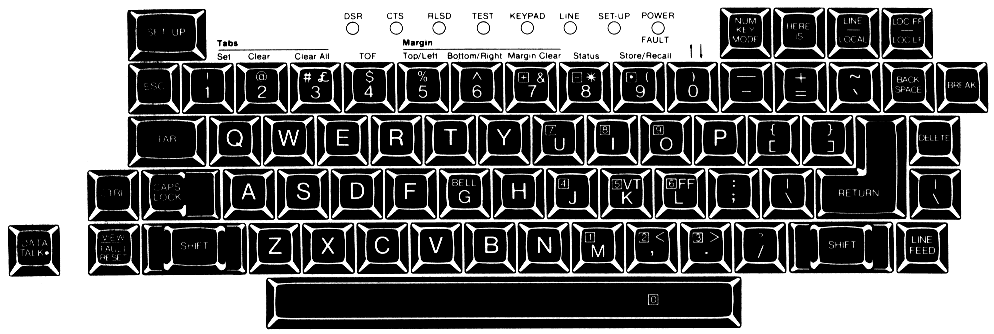 DSR CTS RLSD TEST KEYPAD LINE SET-UP POWER
FAULT
SET-UP
NUM KEY MODE
HERE IS
LINE LOCAL
LOC FF LOC LF
Tabs
Margin
Set Clear Clear All TOF Top/Left Bottom/Right Margin Clear Status Store/Recall ↑↓
ESC ! 1 @ 2 # £ 3 $ 4 % 5 ^ 6 + & 7 - * 8 • ( 9 ) 0 — - + = ~ ` BACK SPACE BREAK
TAB Q W E R T Y 7 U 8 I 9 O P { [ } ] DELETE
CTRL CAPS LOCK A S D F BELL G H 4 J 5 VT K 6 FF L : ; RETURN | \
DATA TALK VIEW FAULT RESET SHIFT Z X C V B N 1 M 2 < , 3 > . ? / SHIFT LINE FEED
0